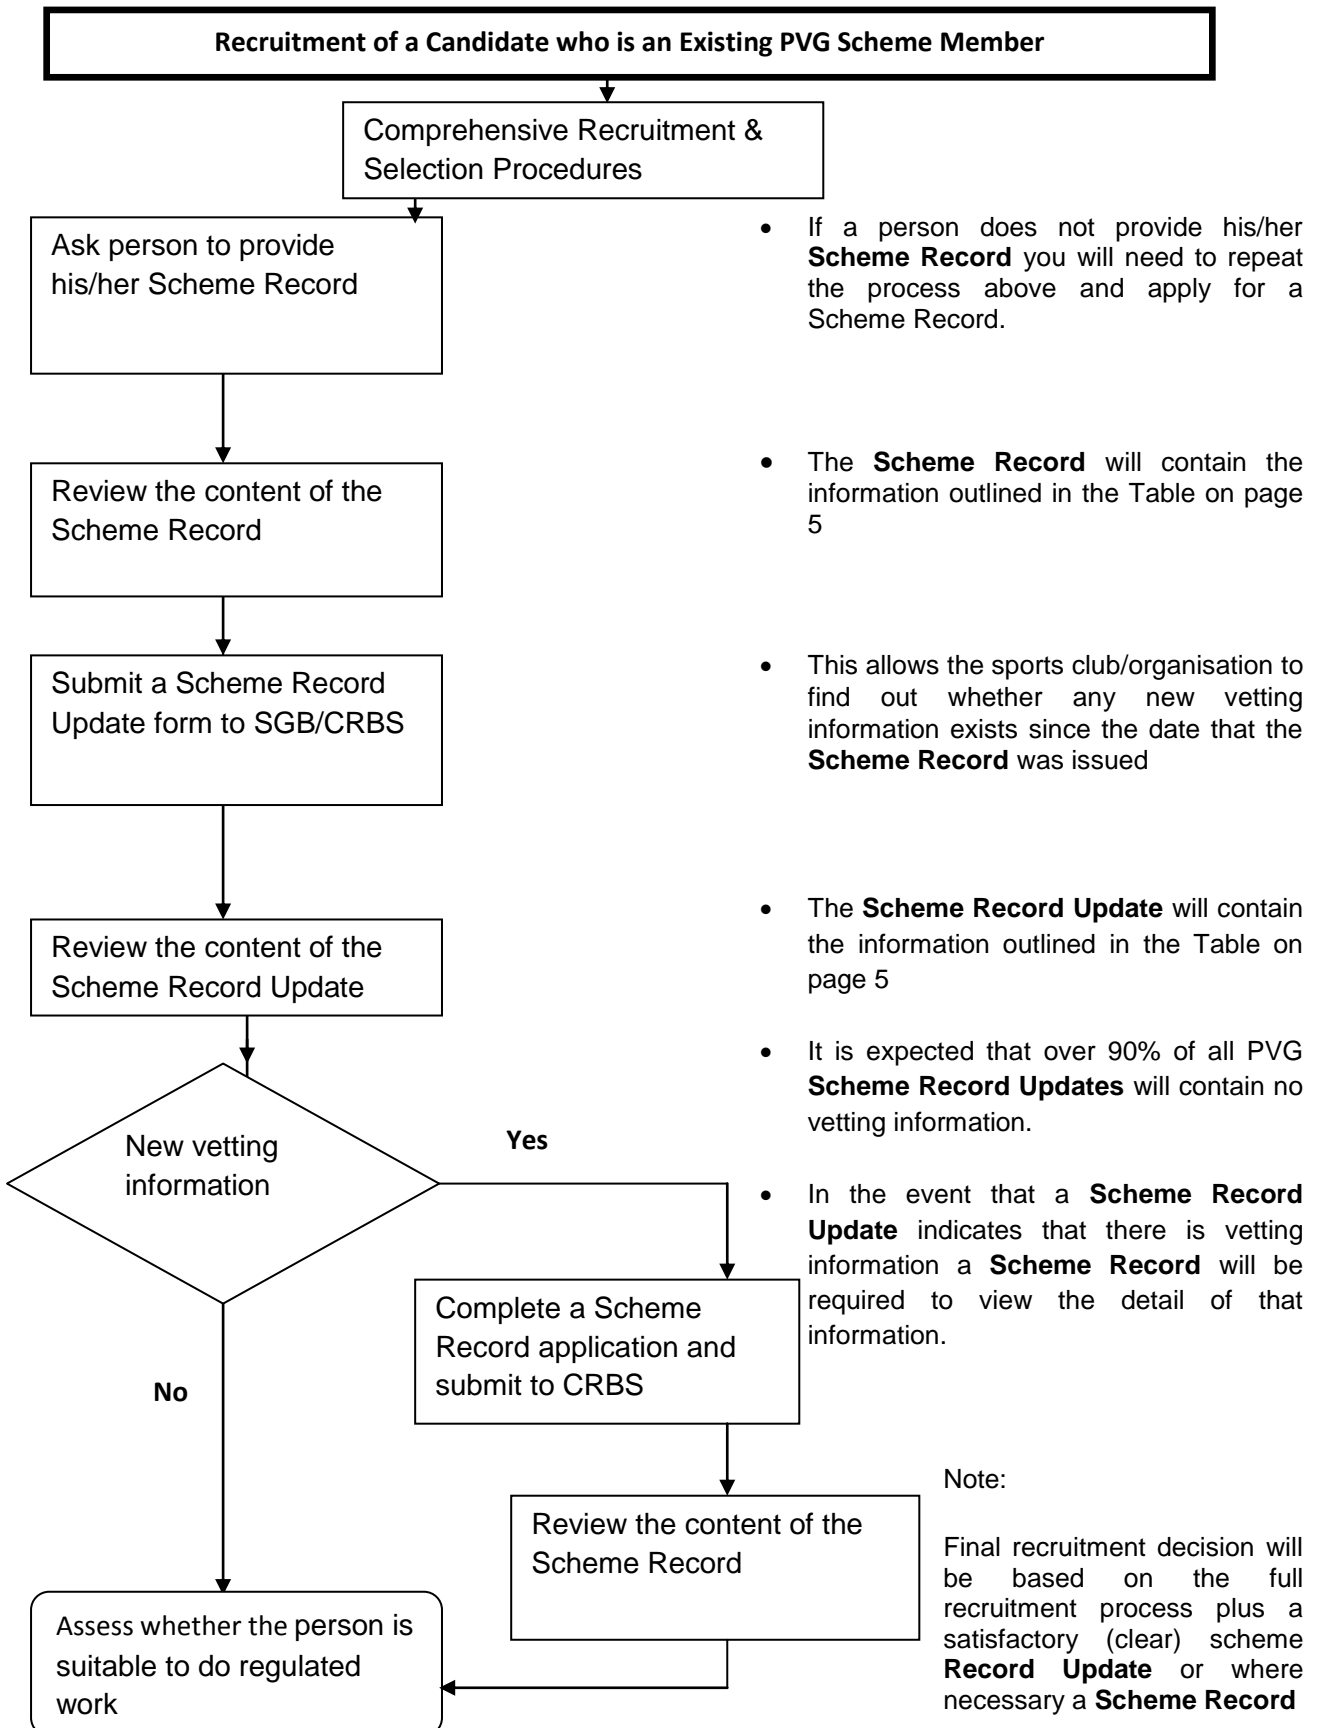 Recruitment of a Candidate who is an Existing PVG Scheme Member
Comprehensive Recruitment &
Selection Procedures
Ask person to provide
his/her Scheme Record
• If a person does not provide his/her
Scheme Record you will need to repeat
the process above and apply for a
Scheme Record.
Review the content of the
Scheme Record
• The Scheme Record will contain the
information outlined in the Table on page
5
Submit a Scheme Record
Update form to SGB/CRBS
• This allows the sports club/organisation to
find out whether any new vetting
information exists since the date that the
Scheme Record was issued
Review the content of the
Scheme Record Update
• The Scheme Record Update will contain
the information outlined in the Table on
page 5
• It is expected that over 90% of all PVG
Scheme Record Updates will contain no
vetting information.
New vetting
information
Yes
• In the event that a Scheme Record
Update indicates that there is vetting
information a Scheme Record will be
required to view the detail of that
information.
Complete a Scheme
Record application and
submit to CRBS
No
Review the content of the
Scheme Record
Note:
Final recruitment decision will
be based on the full
recruitment process plus a
satisfactory (clear) scheme
Record Update or where
necessary a Scheme Record
Assess whether the person is
suitable to do regulated
work